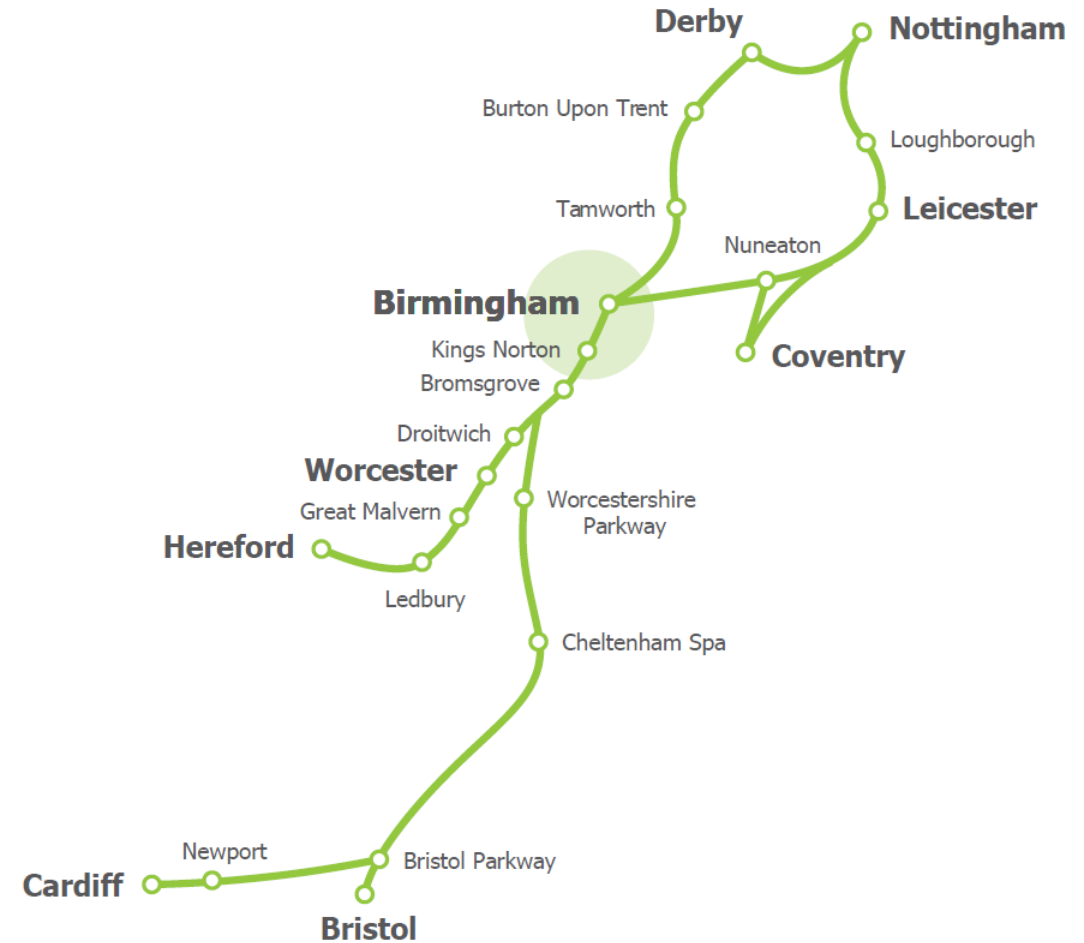 Derby
Nottingham
Burton Upon Trent
Loughborough
Tamworth
Leicester
Nuneaton
Birmingham
Kings Norton
Coventry
Bromsgrove
Droitwich
Worcester
Great Malvern
Worcestershire
Parkway
Hereford
Ledbury
Cheltenham Spa
Newport
Bristol Parkway
Cardiff
Bristol